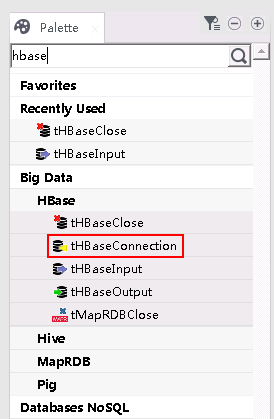 Palette
hbase
Favorites
Recently Used
tHBaseClose
tHBaseInput
Big Data
HBase
tHBaseClose
tHBaseConnection
tHBaseInput
tHBaseOutput
tMapRDBClose
Hive
MapRDB
Pig
Databases NoSQL